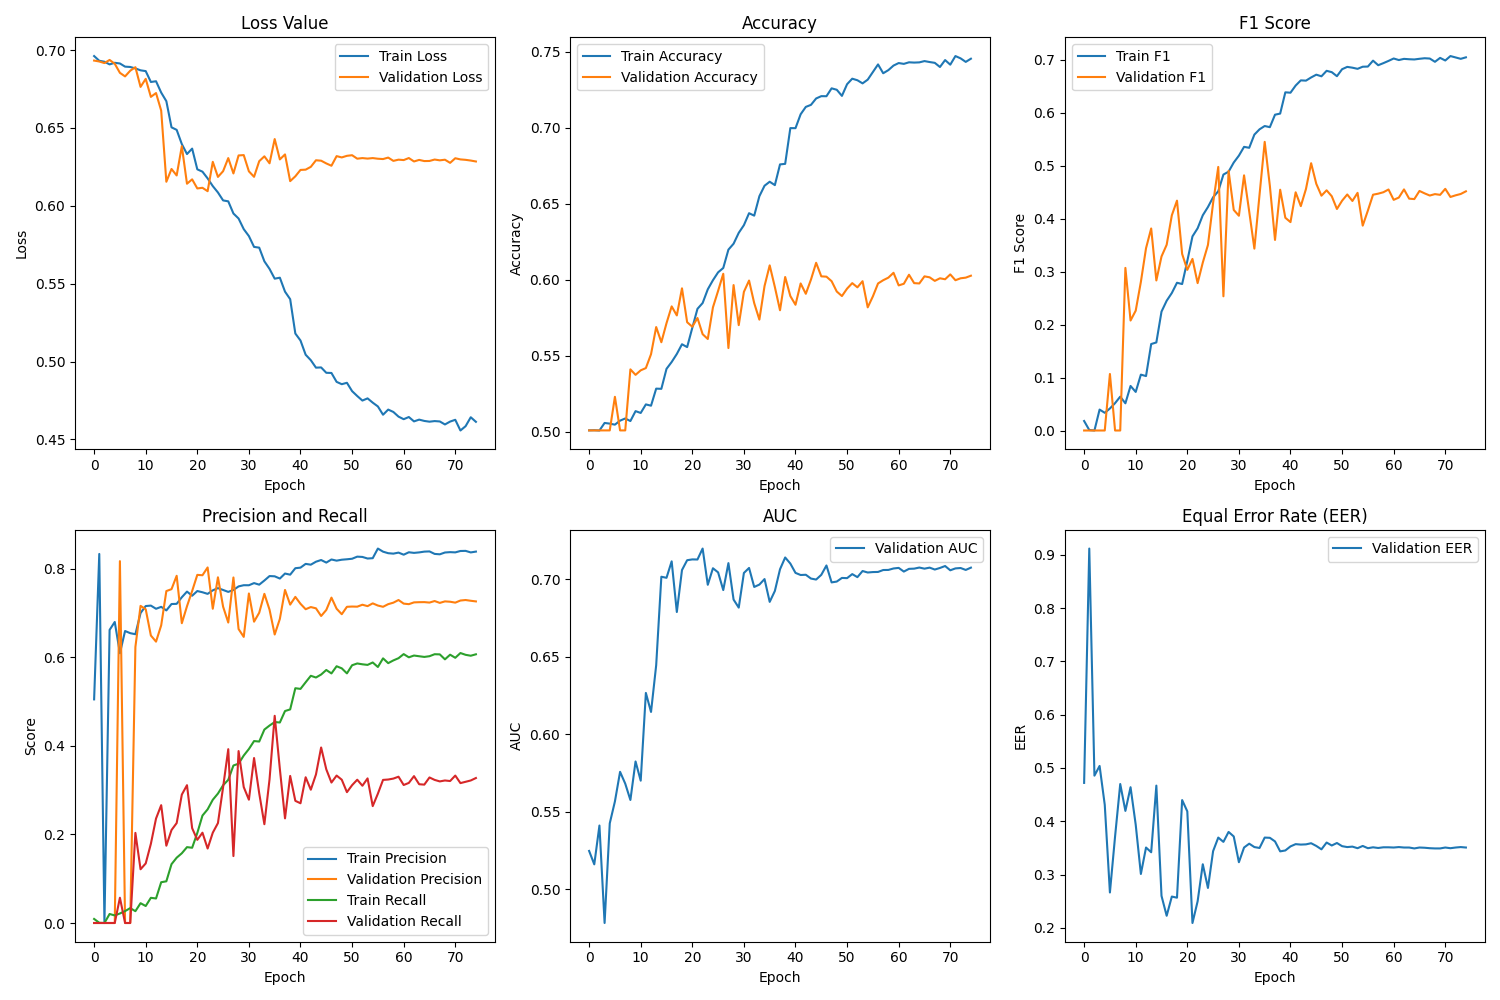 Loss Value
Loss
0.70
0.65
0.60
0.55
0.50
0.45
Train Loss
Validation Loss
0 10 20 30 40 50 60 70
Epoch
Accuracy
Accuracy
0.75
0.70
0.65
0.60
0.55
0.50
Train Accuracy
Validation Accuracy
0 10 20 30 40 50 60 70
Epoch
F1 Score
F1 Score
0.7
0.6
0.5
0.4
0.3
0.2
0.1
0.0
Train F1
Validation F1
0 10 20 30 40 50 60 70
Epoch
Precision and Recall
Score
0.8
0.6
0.4
0.2
0.0
Train Precision
Validation Precision
Train Recall
Validation Recall
0 10 20 30 40 50 60 70
Epoch
AUC
AUC
0.70
0.65
0.60
0.55
0.50
Validation AUC
0 10 20 30 40 50 60 70
Epoch
Equal Error Rate (EER)
EER
0.9
0.8
0.7
0.6
0.5
0.4
0.3
0.2
Validation EER
0 10 20 30 40 50 60 70
Epoch